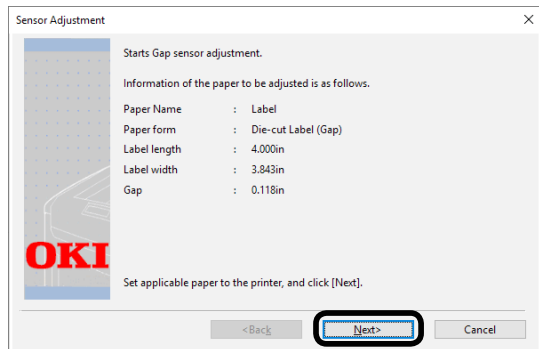 Sensor Adjustment
Starts Gap sensor adjustment.
Information of the paper to be adjusted is as follows.
Paper Name : Label
Paper form : Die-cut Label (Gap)
Label length : 4.000in
Label width : 3.843in
Gap : 0.118in
OKI
Set applicable paper to the printer, and click [Next].
<Back Next> Cancel